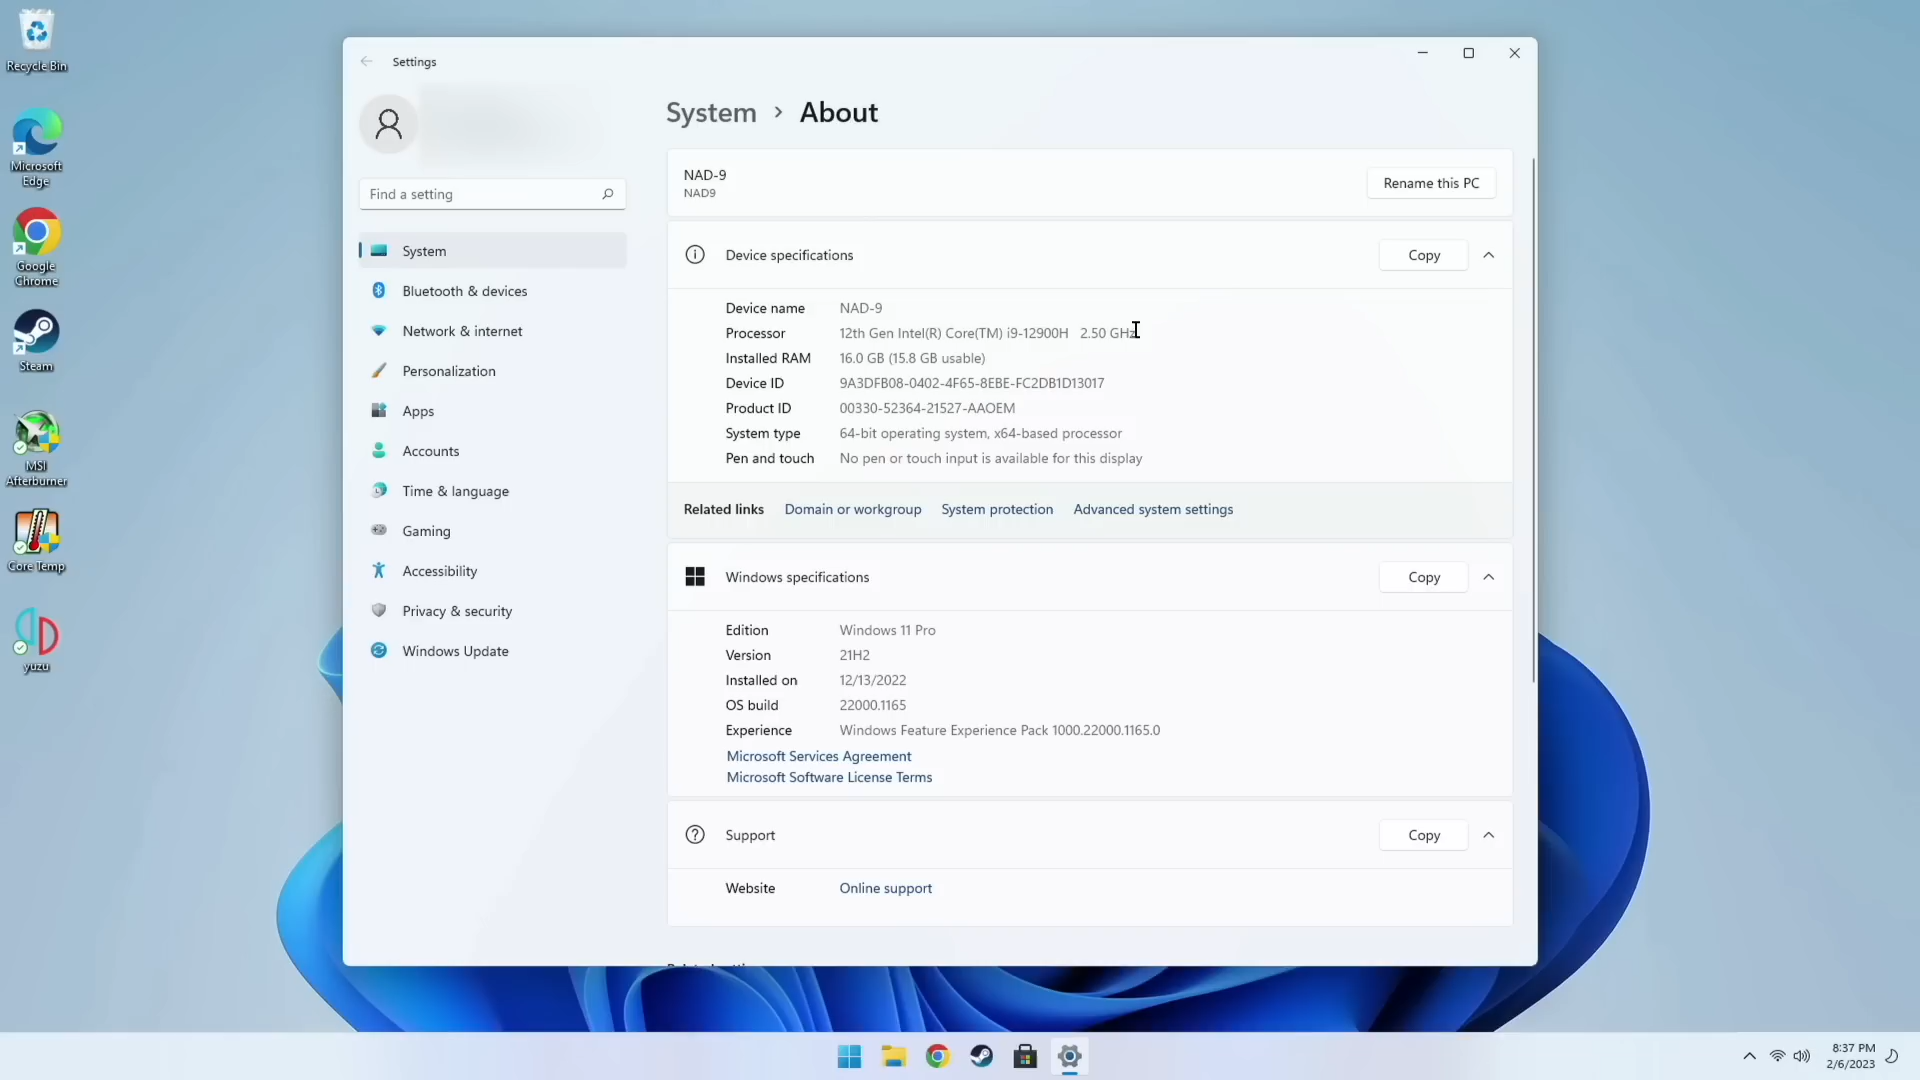 Recycle Bin
Microsoft
Edge
Google
Chrome
Steam
MSI
Afterburner
Core Temp
yuzu
Settings
Find a setting
System
Bluetooth & devices
Network & internet
Personalization
Apps
Accounts
Time & language
Gaming
Accessibility
Privacy & security
Windows Update
System > About
NAD-9
NAD9
Rename this PC
Device specifications Copy
Device name NAD-9
Processor 12th Gen Intel(R) Core(TM) i9-12900H 2.50 GHz
Installed RAM 16.0 GB (15.8 GB usable)
Device ID 9A3DFB08-0402-4F65-8EBE-FC2DB1D13017
Product ID 00330-52364-21527-AAOEM
System type 64-bit operating system, x64-based processor
Pen and touch No pen or touch input is available for this display
Related links Domain or workgroup System protection Advanced system settings
Windows specifications Copy
Edition Windows 11 Pro
Version 21H2
Installed on 12/13/2022
OS build 22000.1165
Experience Windows Feature Experience Pack 1000.22000.1165.0
Microsoft Services Agreement
Microsoft Software License Terms
Support Copy
Website Online support
8:37 PM
2/6/2023